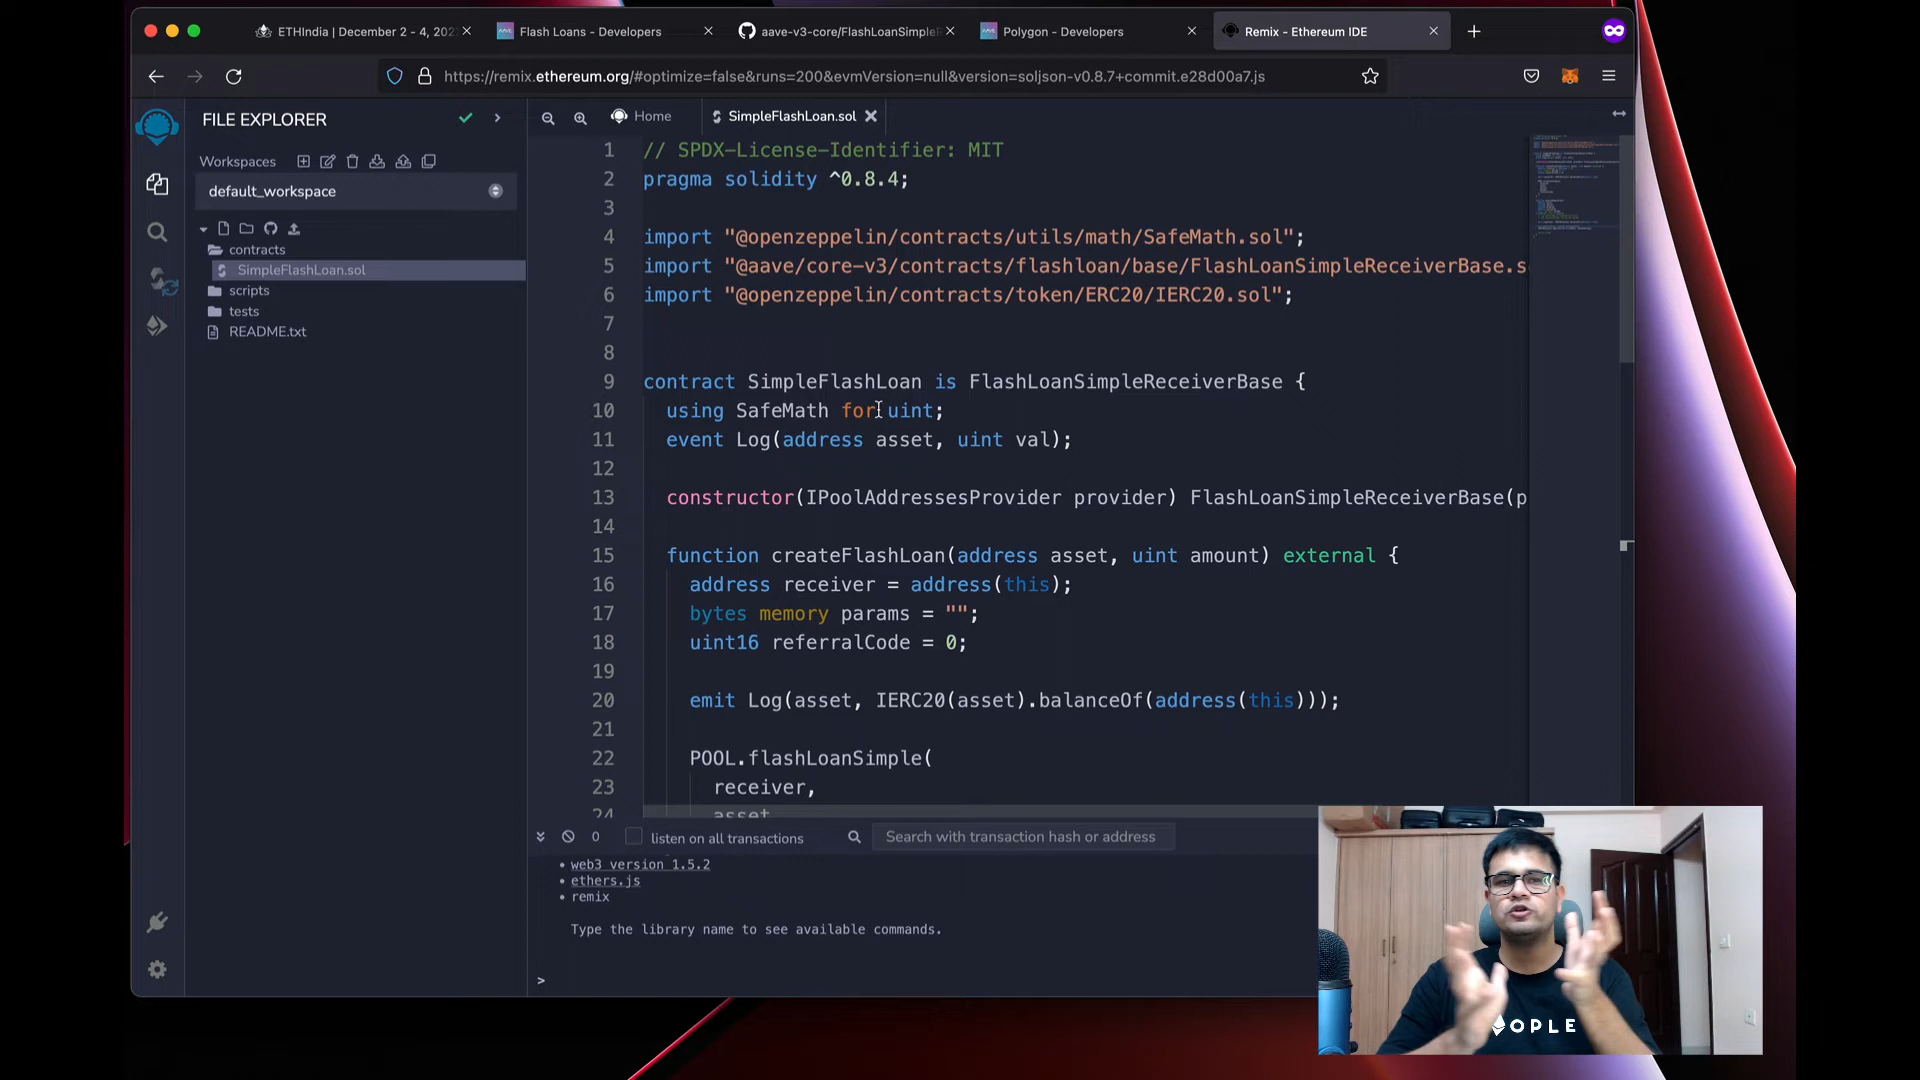 ETHIndia | December 2 - 4, 202
Flash Loans - Developers
aave-v3-core/FlashLoanSimpleR
Polygon - Developers
Remix - Ethereum IDE
https://remix.ethereum.org/#optimize=false&runs=200&evmVersion=null&version=soljson-v0.8.7+commit.e28d00a7.js
FILE EXPLORER
Home
SimpleFlashLoan.sol
Workspaces
default_workspace
contracts
SimpleFlashLoan.sol
scripts
tests
README.txt
1 // SPDX-License-Identifier: MIT
2 pragma solidity ^0.8.4;
3
4 import "@openzeppelin/contracts/utils/math/SafeMath.sol";
5 import "@aave/core-v3/contracts/flashloan/base/FlashLoanSimpleReceiverBase.s
6 import "@openzeppelin/contracts/token/ERC20/IERC20.sol";
7
8
9 contract SimpleFlashLoan is FlashLoanSimpleReceiverBase {
10 using SafeMath for uint;
11 event Log(address asset, uint val);
12
13 constructor(IPoolAddressesProvider provider) FlashLoanSimpleReceiverBase(p
14
15 function createFlashLoan(address asset, uint amount) external {
16 address receiver = address(this);
17 bytes memory params = "";
18 uint16 referralCode = 0;
19
20 emit Log(asset, IERC20(asset).balanceOf(address(this)));
21
22 POOL.flashLoanSimple(
23 receiver,
24 asset
0
listen on all transactions
Search with transaction hash or address
• web3 version 1.5.2
• ethers.js
• remix
Type the library name to see available commands.
>
OPLE